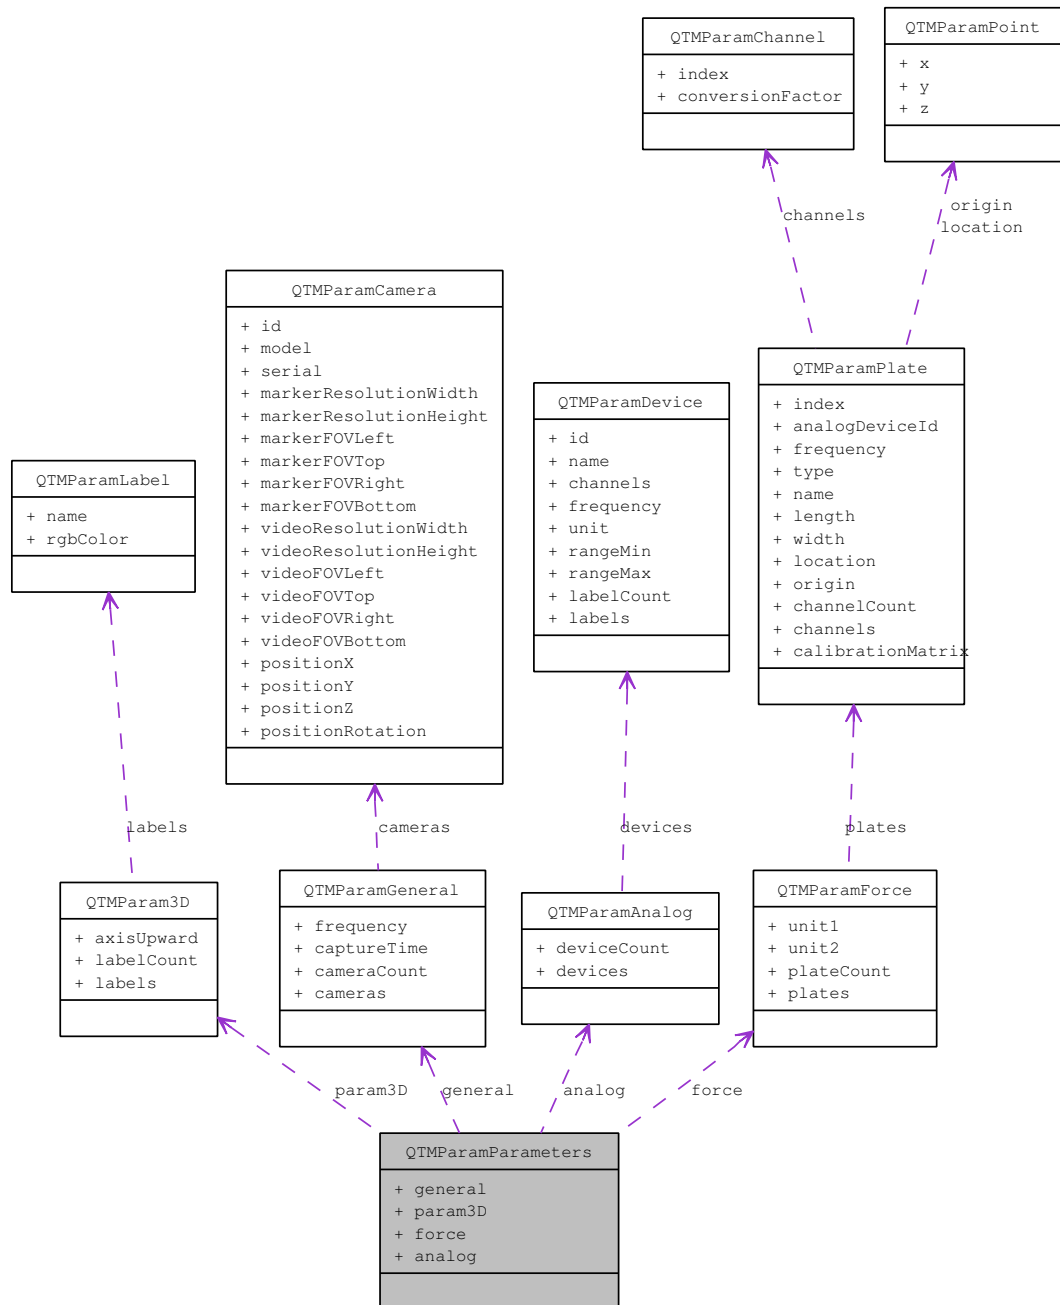 QTMParamChannel
+ index
+ conversionFactor
QTMParamPoint
+ x
+ y
+ z
channels
origin
location
QTMParamCamera
+ id
+ model
+ serial
+ markerResolutionWidth
+ markerResolutionHeight
+ markerFOVLeft
+ markerFOVTop
+ markerFOVRight
+ markerFOVBottom
+ videoResolutionWidth
+ videoResolutionHeight
+ videoFOVLeft
+ videoFOVTop
+ videoFOVRight
+ videoFOVBottom
+ positionX
+ positionY
+ positionZ
+ positionRotation
QTMParamPlate
+ index
+ analogDeviceId
+ frequency
+ type
+ name
+ length
+ width
+ location
+ origin
+ channelCount
+ channels
+ calibrationMatrix
QTMParamDevice
+ id
+ name
+ channels
+ frequency
+ unit
+ rangeMin
+ rangeMax
+ labelCount
+ labels
QTMParamLabel
+ name
+ rgbColor
labels
cameras
devices
plates
QTMParam3D
+ axisUpward
+ labelCount
+ labels
QTMParamGeneral
+ frequency
+ captureTime
+ cameraCount
+ cameras
QTMParamAnalog
+ deviceCount
+ devices
QTMParamForce
+ unit1
+ unit2
+ plateCount
+ plates
param3D
general
analog
force
QTMParamParameters
+ general
+ param3D
+ force
+ analog